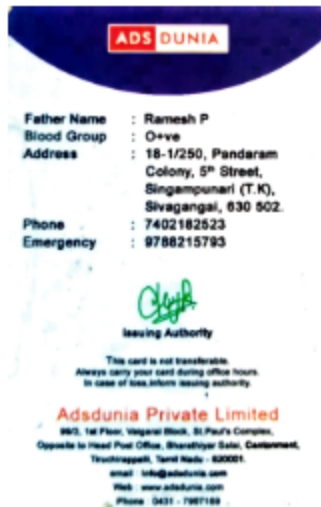 ADS DUNIA
Father Name : Ramesh P
Blood Group : O+ve
Address : 18-1/250, Pandaram
Colony, 5th Street,
Singampunari (T.K),
Sivagangai, 630 502.
Phone : 7402182523
Emergency : 9788215793
Issuing Authority
This card is not transferable.
Always carry your card during office hours.
In case of loss,inform issuing authority.
Adsdunia Private Limited
1st Floor, Block, St.Paul's Complex,
Opposite to Head Post Office, Bharathiyar Salai, Cantonment,
Tiruchirappalli, Tamil Nadu - 620001.
email : info@adsdunia.com
Web : www.adsdunia.com
Phone : 0431 -